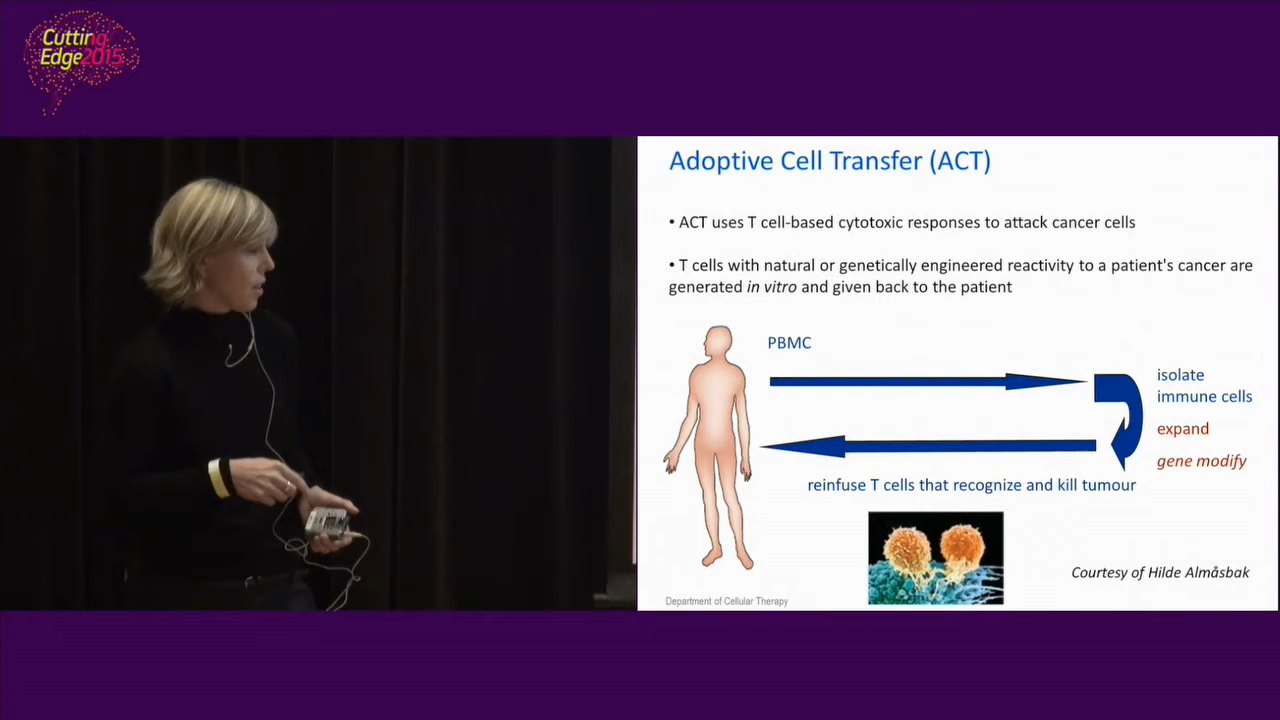 Cutting
Edge2015
Adoptive Cell Transfer (ACT)
• ACT uses T cell-based cytotoxic responses to attack cancer cells
• T cells with natural or genetically engineered reactivity to a patient's cancer are
generated in vitro and given back to the patient
PBMC
isolate
immune cells
expand
gene modify
reinfuse T cells that recognize and kill tumour
Courtesy of Hilde Almåsbak
Department of Cellular Therapy